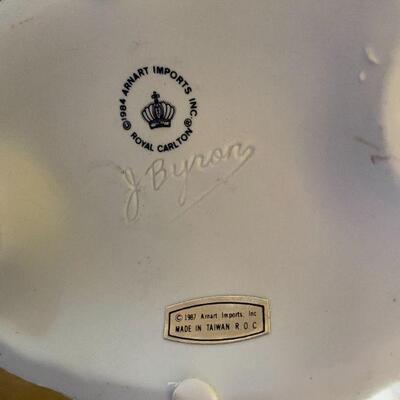 ©1984 ARNART IMPORTS INC
ROYAL CARLTON®
J Byron
© 1987 Arnart Imports, Inc
MADE IN TAIWAN R O C